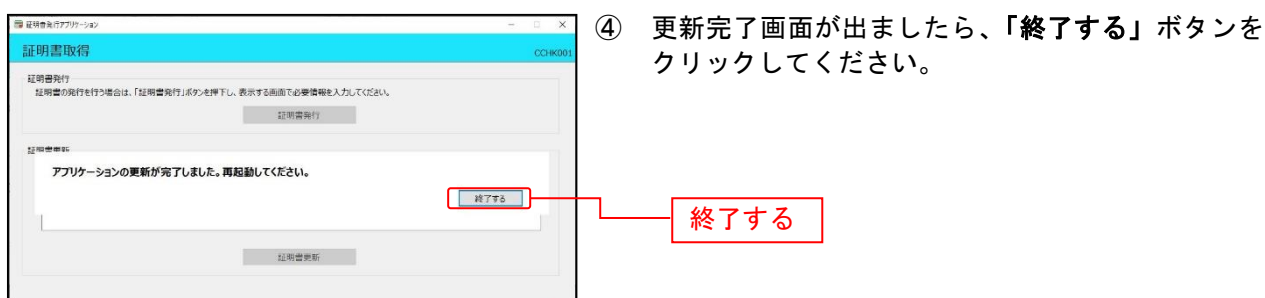 証明書発行アプリケーション
証明書取得
CCHK001
証明書発行
証明書の発行を行う場合は、「証明書発行」ボタンを押下し、表示する画面で必要情報を入力してください。
証明書発行
証明書更新
アプリケーションの更新が完了しました。再起動してください。
終了する
証明書更新
④ 更新完了画面が出ましたら、「終了する」ボタンを
クリックしてください。
終了する